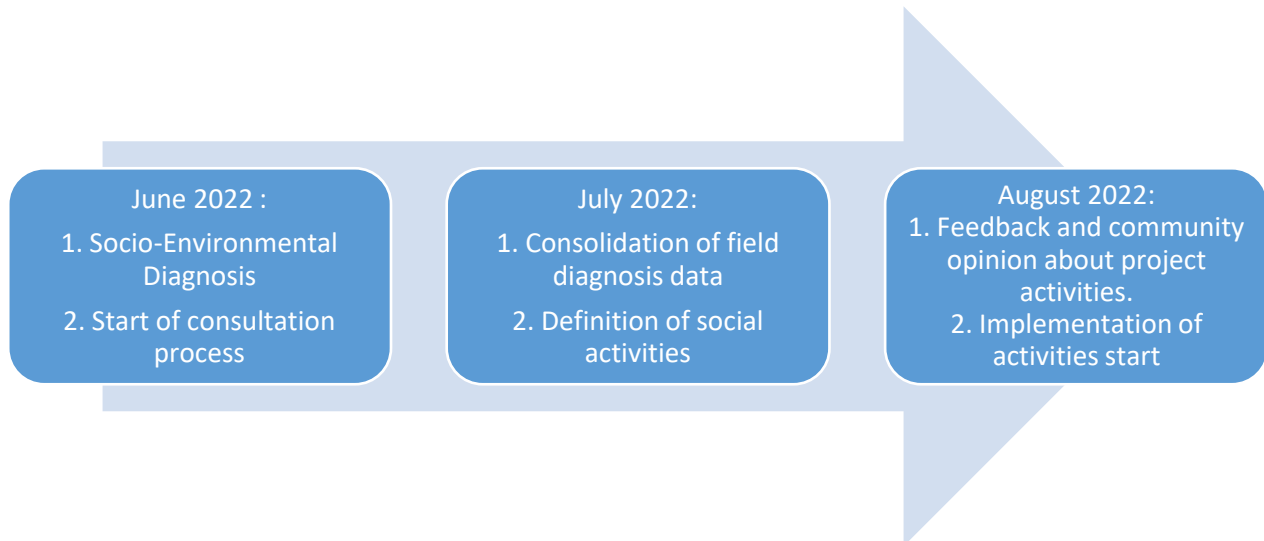 June 2022 :
1. Socio-Environmental
Diagnosis
2. Start of consultation
process
July 2022:
1. Consolidation of field
diagnosis data
2. Definition of social
activities
August 2022:
1. Feedback and community
opinion about project
activities.
2. Implementation of
activities start